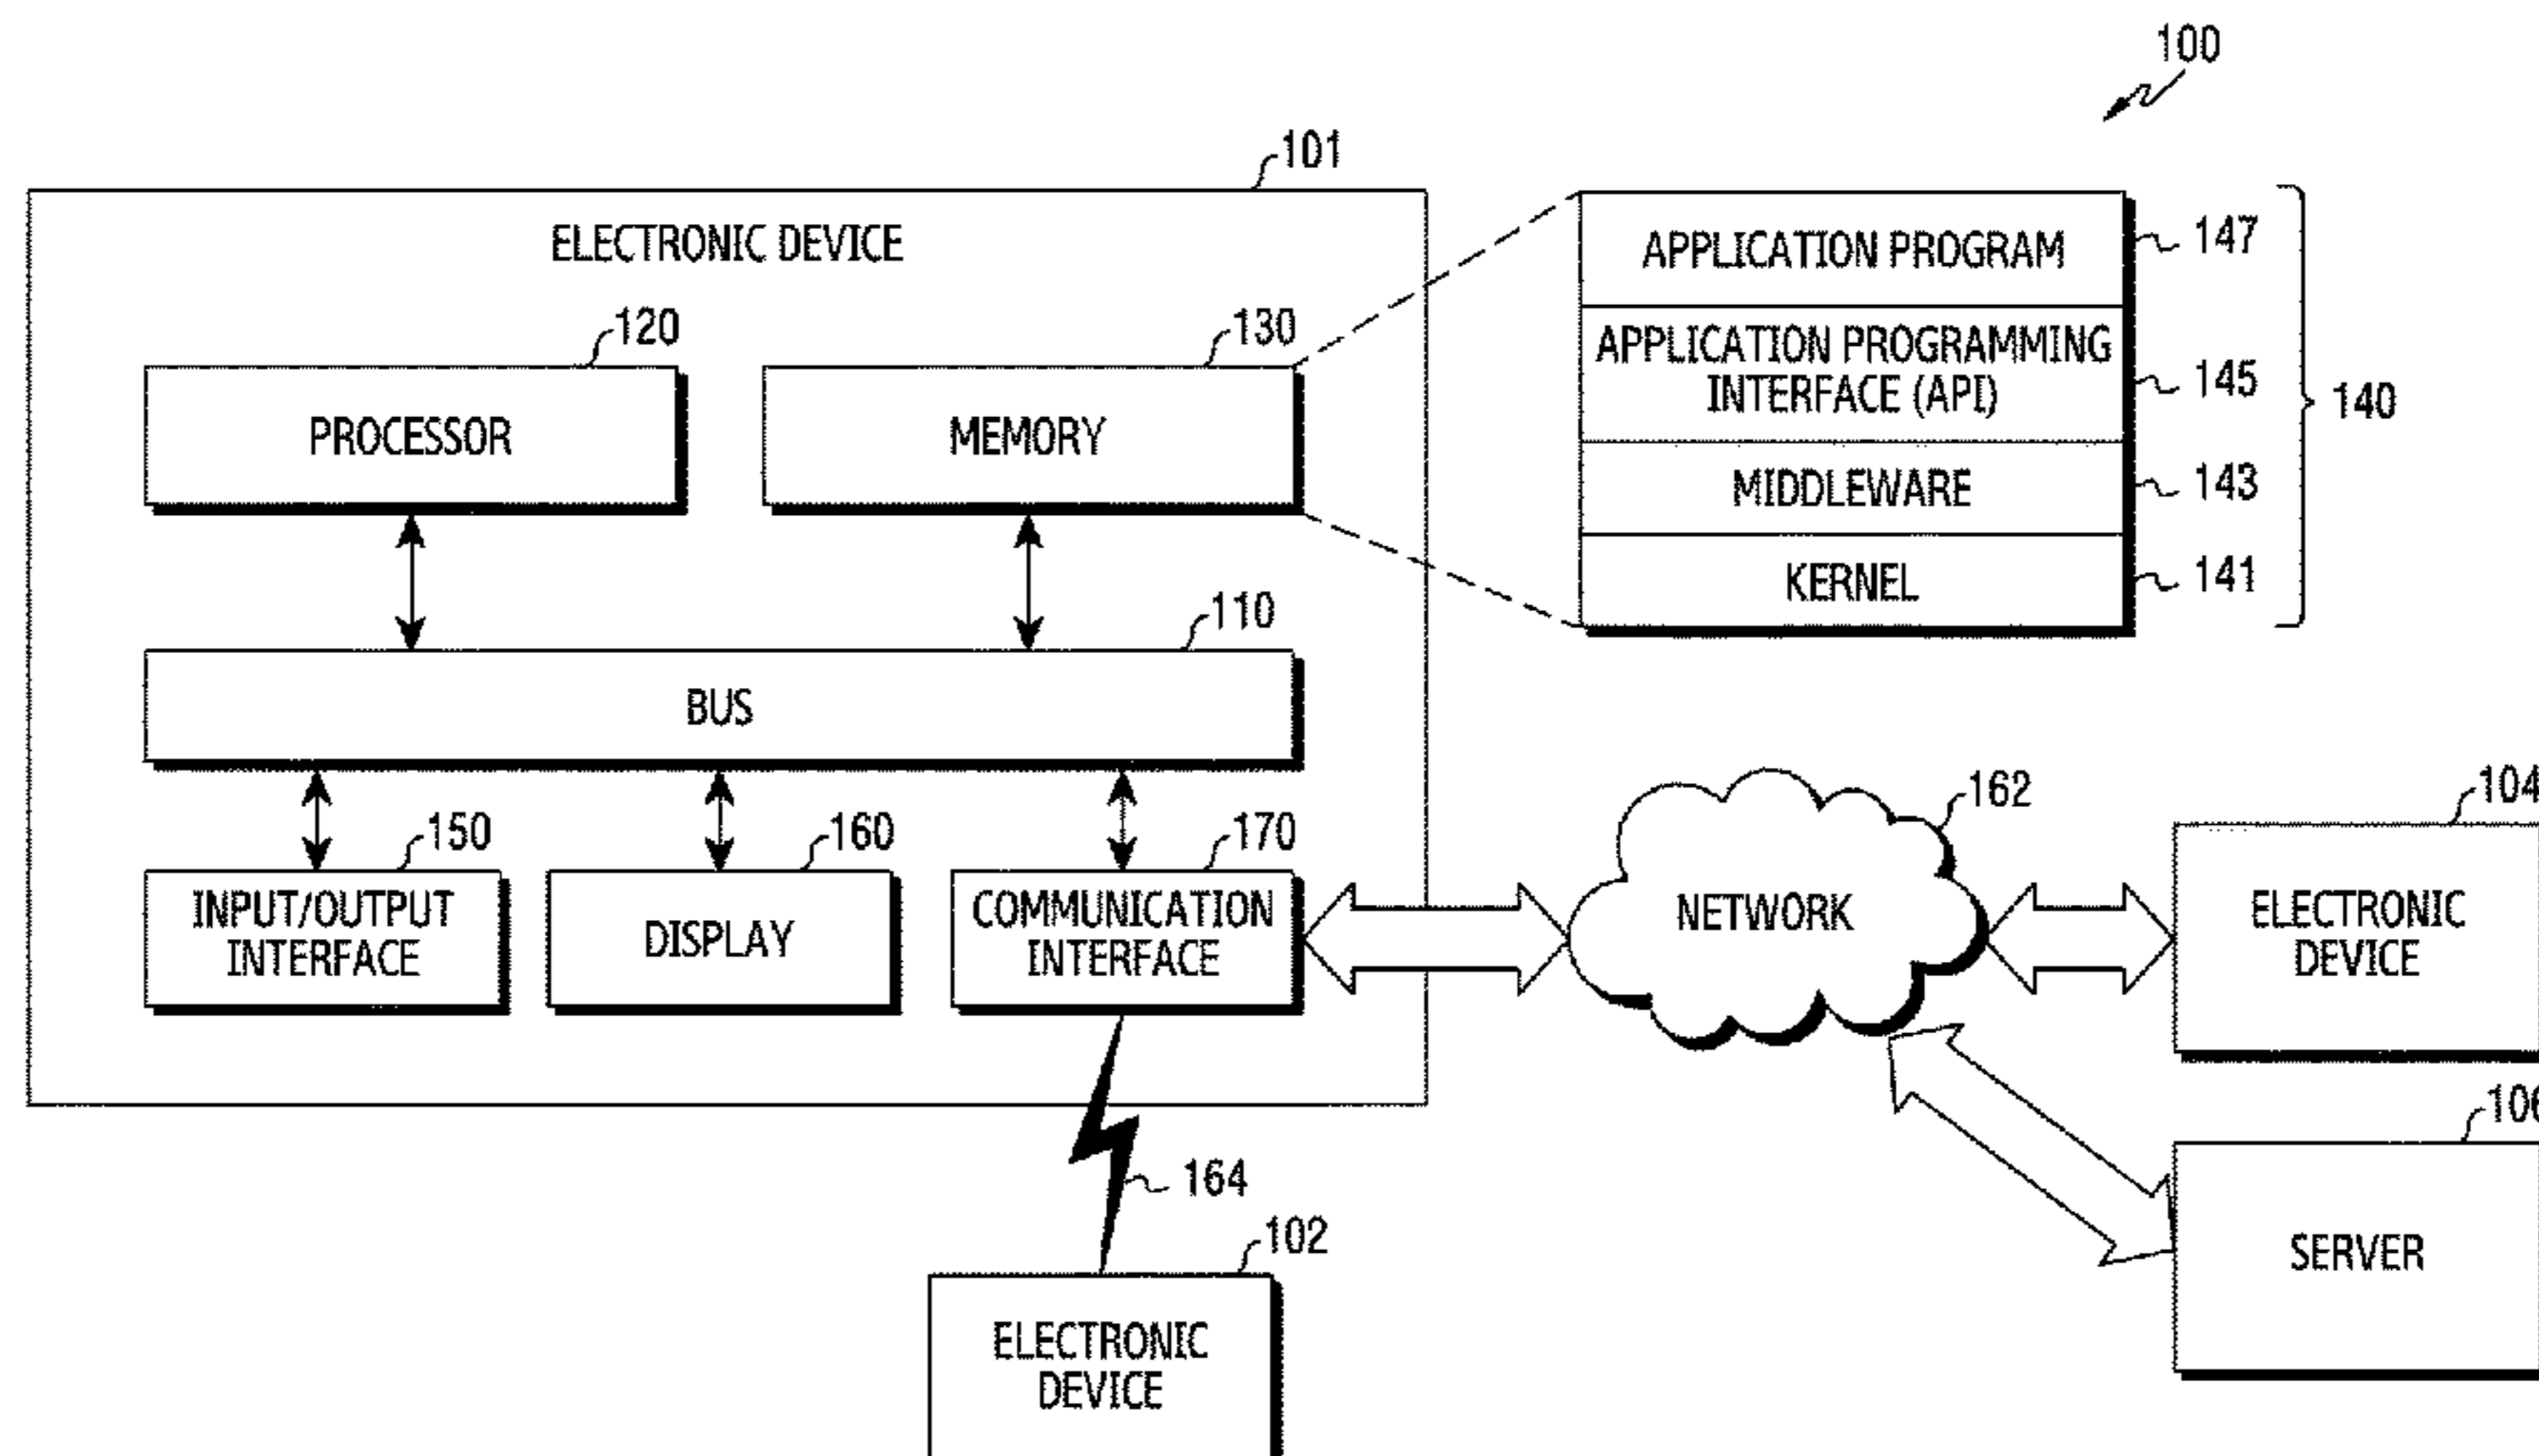 100
101
ELECTRONIC DEVICE
147
APPLICATION PROGRAM
120
130
APPLICATION PROGRAMMING
INTERFACE (API)
145
140
PROCESSOR
MEMORY
MIDDLEWARE
143
KERNEL
141
110
BUS
162
104
150
160
170
INPUT/OUTPUT
INTERFACE
DISPLAY
COMMUNICATION
INTERFACE
NETWORK
ELECTRONIC
DEVICE
106
164
102
SERVER
ELECTRONIC
DEVICE